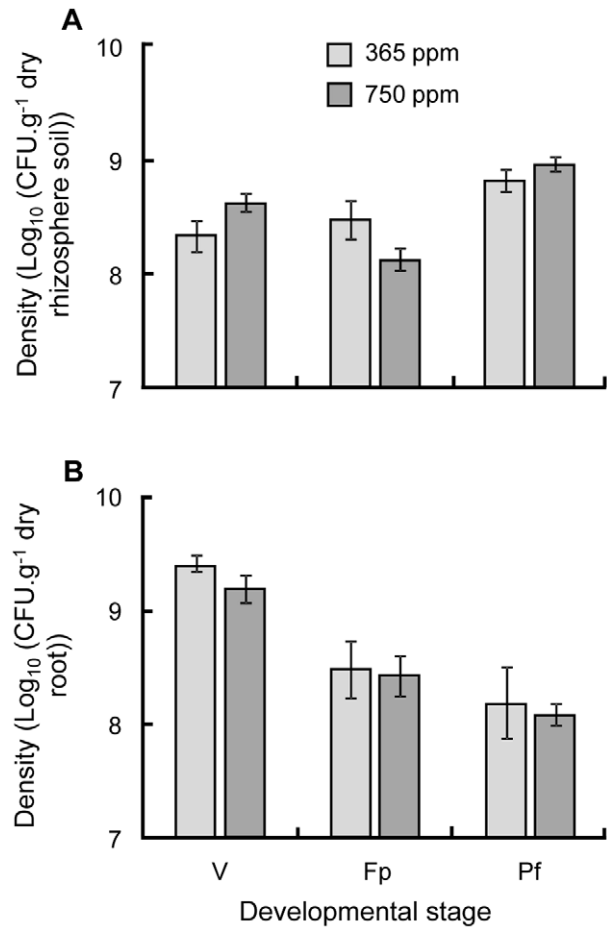 A
Density (Log₁₀ (CFU.g⁻¹ dry
rhizosphere soil))
10
9
8
7
365 ppm
750 ppm
B
Density (Log₁₀ (CFU.g⁻¹ dry
root))
10
9
8
7
V Fp Pf
Developmental stage